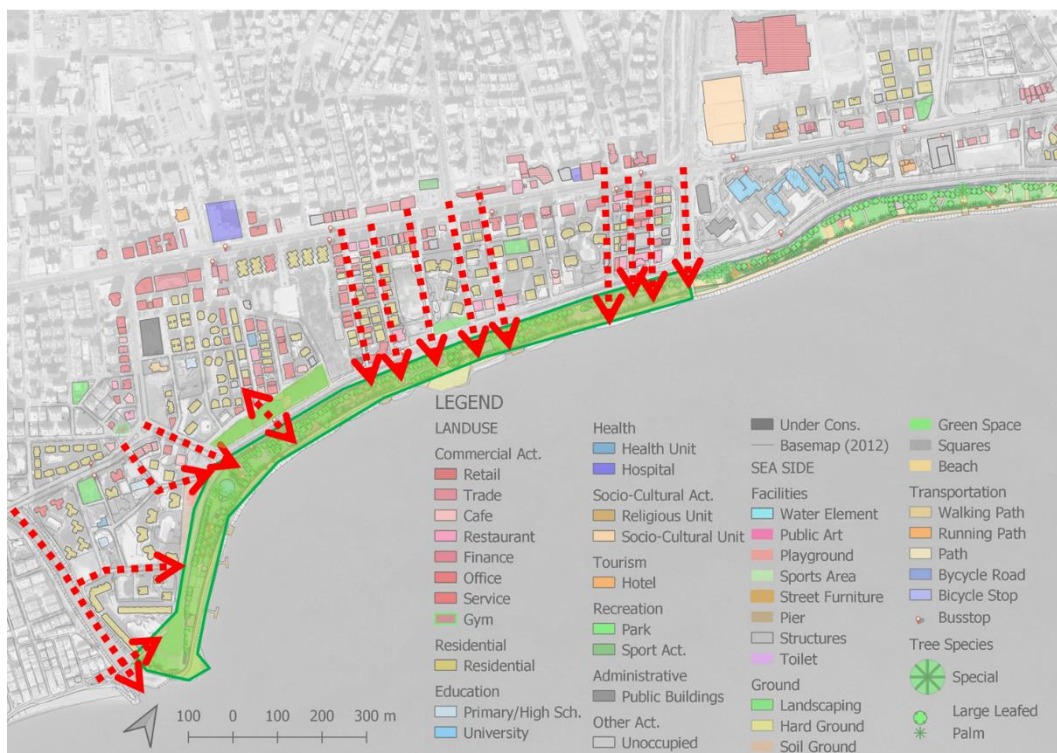 LEGEND
LANDUSE
Commercial Act.
Retail
Trade
Cafe
Restaurant
Finance
Office
Service
Gym
Residential
Residential
Education
Primary/High Sch.
University
Health
Health Unit
Hospital
Socio-Cultural Act.
Religious Unit
Socio-Cultural Unit
Tourism
Hotel
Recreation
Park
Sport Act.
Administrative
Public Buildings
Other Act.
Unoccupied
Under Cons.
Basemap (2012)
SEA SIDE
Facilities
Water Element
Public Art
Playground
Sports Area
Street Furniture
Pier
Structures
Toilet
Ground
Landscaping
Hard Ground
Soil Ground
Green Space
Squares
Beach
Transportation
Walking Path
Running Path
Path
Bycycle Road
Bicycle Stop
Busstop
Tree Species
Special
Large Leafed
Palm
100 0 100 200 300 m